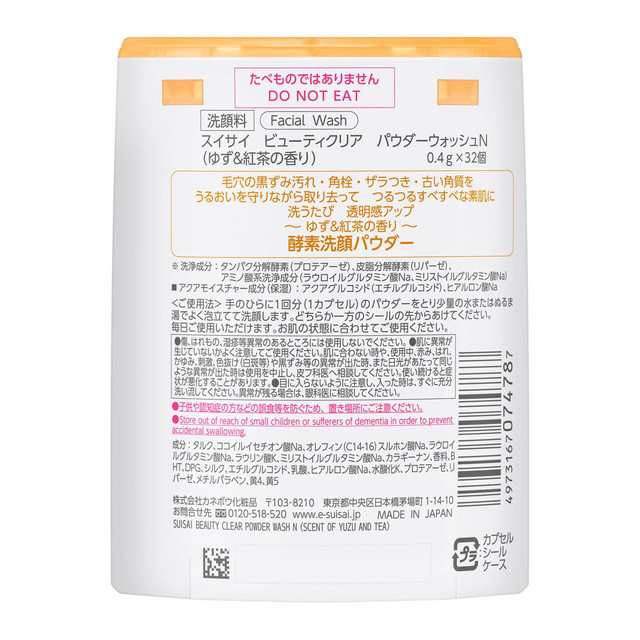 たべものではありません
DO NOT EAT
洗顔料 Facial Wash
スイサイ ビューティクリア パウダーウォッシュN
(ゆず&紅茶の香り) 0.4g×32個
毛穴の黒ずみ汚れ・角栓・ザラつき・古い角質を
うるおいを守りながら取り去って つるつるすべすべな素肌に
洗うたび 透明感アップ
〜 ゆず&紅茶の香り 〜
酵素洗顔パウダー
※ 洗浄成分:タンパク分解酵素(プロテアーゼ)、皮脂分解酵素(リパーゼ)、
アミノ酸系洗浄成分(ラウロイルグルタミン酸Na、ミリストイルグルタミン酸Na)
■ アクアモイスチャー成分(保湿):アクアグルコシド(エチルグルコシド)、ヒアルロン酸Na
<ご使用法> 手のひらに1回分(1カプセル)のパウダーをとり少量の水またはぬるま
湯でよく泡立てて洗顔します。どちらか一方のシールの先からあけてください。
毎日ご使用いただけます。お肌の状態に合わせてご使用ください。
●傷、はれもの、湿疹等異常のあるところには使用しないでください。●肌に異常が
生じていないかよく注意してご使用ください。肌に合わない時や、使用中、赤み、はれ、
かゆみ、刺激、色抜け(白斑等)や黒ずみ等の異常が出た時、また日光があたって同じ
ような異常が出た時は使用を中止し、皮フ科医へ相談してください。使い続けると症
状が悪化することがあります。●目に入らないように注意し、入った時は、すぐに充分
洗い流してください。異常が残る場合は、眼科医に相談してください。
●子供や認知症の方などの誤食等を防ぐため、置き場所にご注意ください。
●Store out of reach of small children or sufferers of dementia in order to prevent
accidental swallowing.
成分:タルク、ココイルイセチオン酸Na、オレフィン(C14-16)スルホン酸Na、ラウロイ
ルグルタミン酸Na、ラウリン酸K、ミリストイルグルタミン酸Na、カラギーナン、香料、B
HT、DPG、シルク、エチルグルコシド、乳酸、ヒアルロン酸Na、水酸化K、プロテアーゼ、リ
パーゼ、メチルパラベン、黄4、黄5
株式会社カネボウ化粧品 〒103-8210 東京都中央区日本橋茅場町1-14-10
お問合せ先 0120-518-520 www.e-suisai.com MADE IN JAPAN
SUISAI BEAUTY CLEAR POWDER WASH N (SCENT OF YUZU AND TEA)
4973167074787
プラ
カプセル
シール
ケース